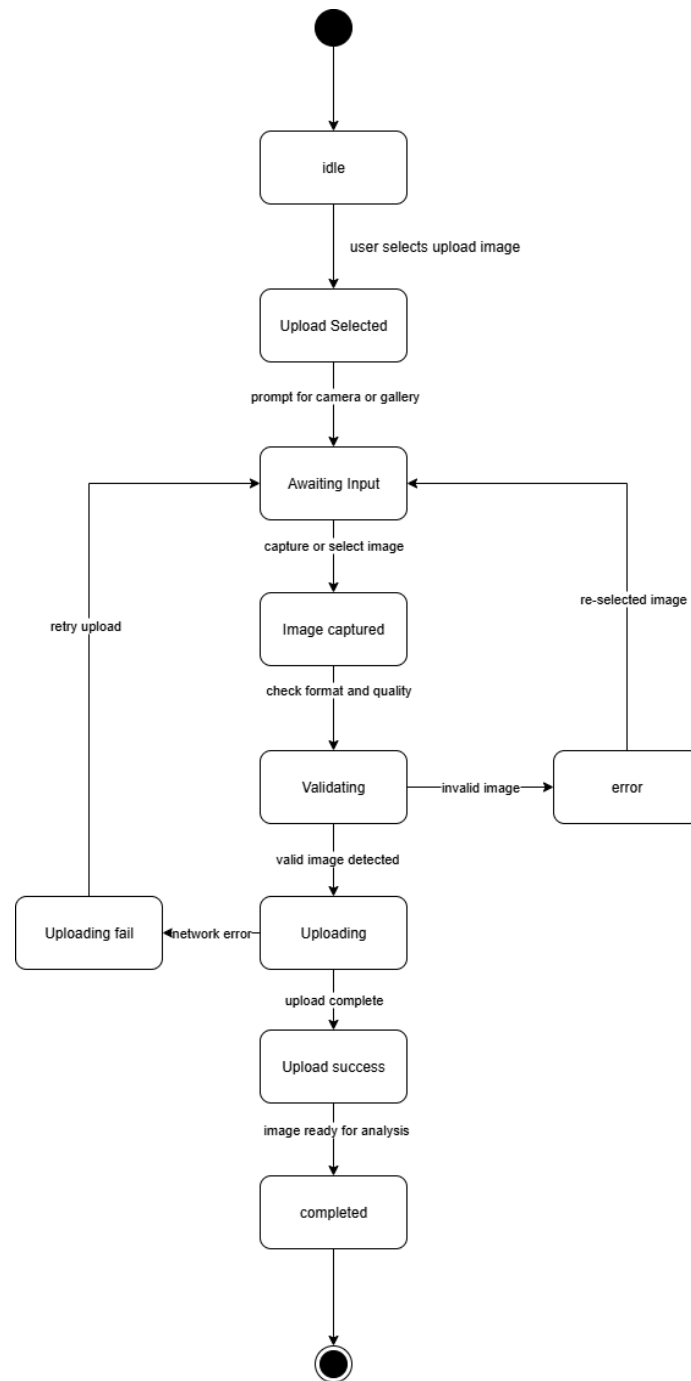 idle
user selects upload image
Upload Selected
prompt for camera or gallery
Awaiting Input
capture or select image
re-selected image
retry upload
Image captured
check format and quality
Validating
invalid image
error
valid image detected
Uploading fail
network error
Uploading
upload complete
Upload success
image ready for analysis
completed